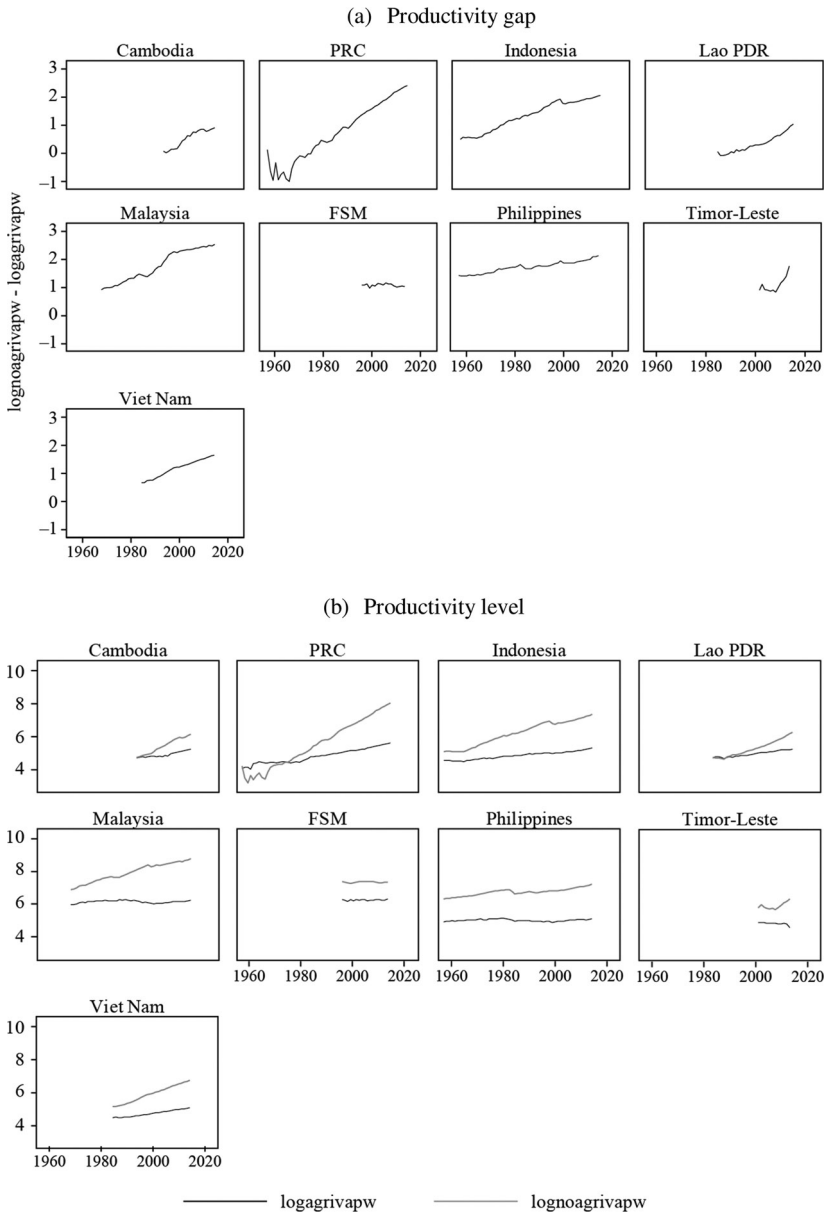 (a) Productivity gap
Cambodia PRC Indonesia Lao PDR
3
2
1
0
–1
Malaysia FSM Philippines Timor-Leste
3
2
1
0
–1
1960 1980 2000 2020 1960 1980 2000 2020 1960 1980 2000 2020
lognoagrivapw - logagrivapw
Viet Nam
3
2
1
0
–1
1960 1980 2000 2020
(b) Productivity level
Cambodia PRC Indonesia Lao PDR
10
8
6
4
Malaysia FSM Philippines Timor-Leste
10
8
6
4
1960 1980 2000 2020 1960 1980 2000 2020 1960 1980 2000 2020
Viet Nam
10
8
6
4
1960 1980 2000 2020
logagrivapw lognoagrivapw